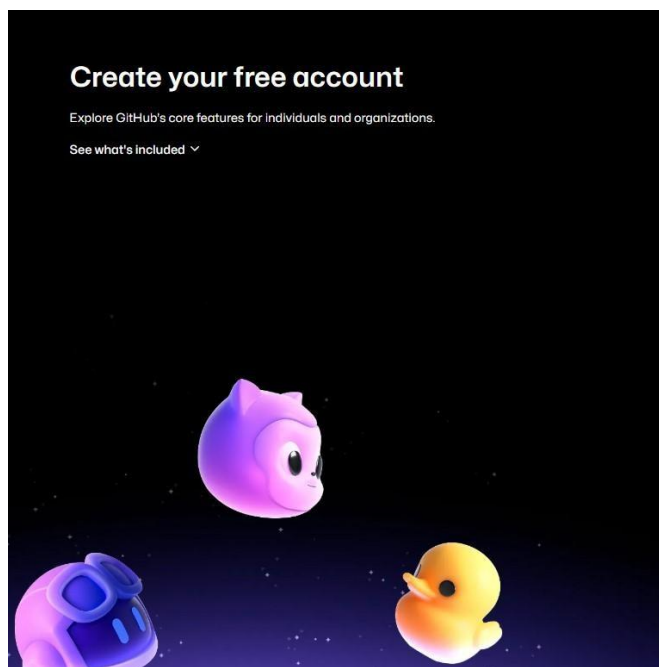 Create your free account
Explore GitHub's core features for individuals and organizations.
See what's included